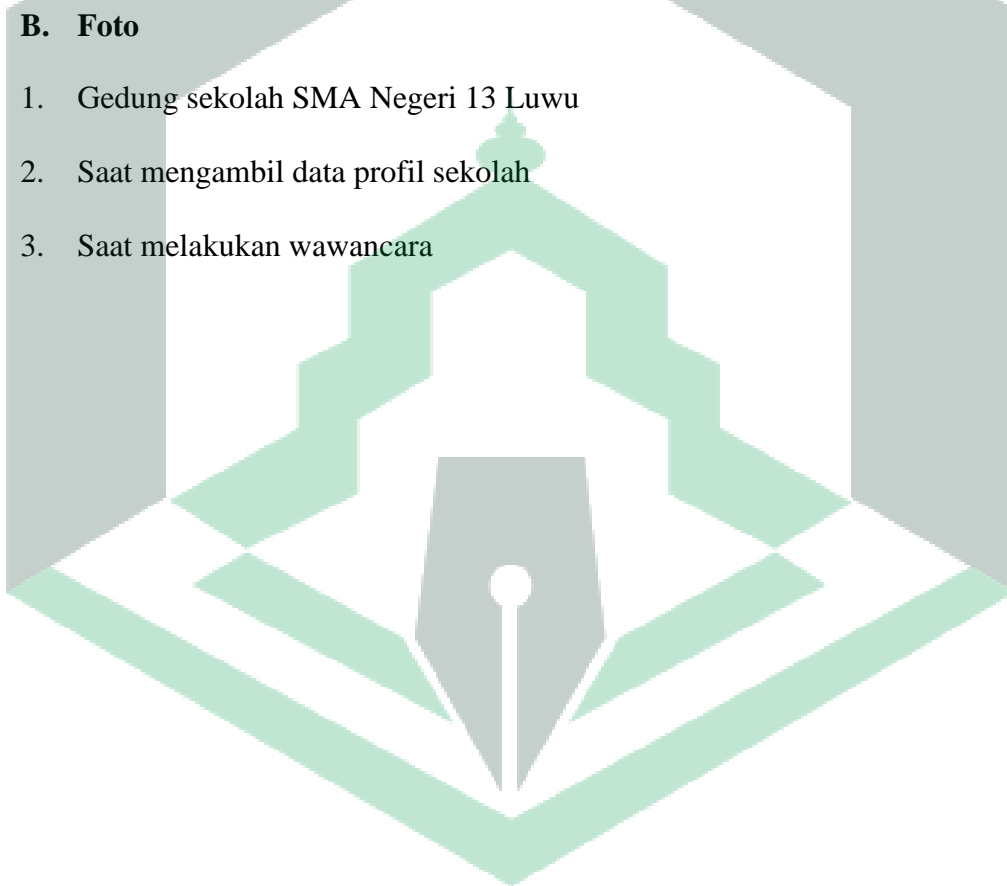 B. Foto
1. Gedung sekolah SMA Negeri 13 Luwu
2. Saat mengambil data profil sekolah
3. Saat melakukan wawancara